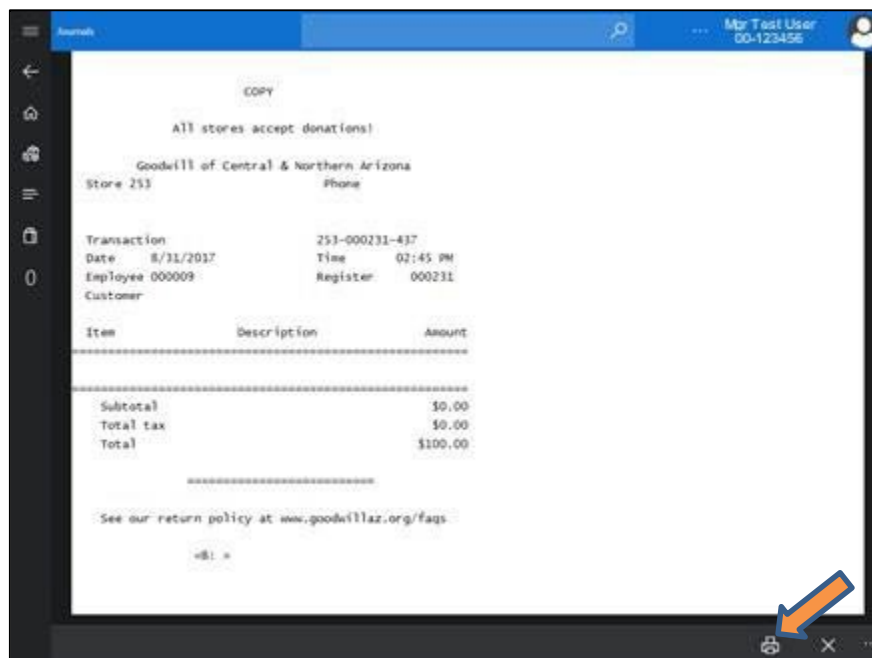 Journals
Mgr Test User
00-123456
COPY
All stores accept donations!
Goodwill of Central & Northern Arizona
Store 253 Phone
Transaction 253-000231-437
Date 8/31/2017 Time 02:45 PM
Employee 000009 Register 000231
Customer
Item Description Amount
Subtotal $0.00
Total tax $0.00
Total $100.00
See our return policy at www.goodwillaz.org/faqs
<B: >
0